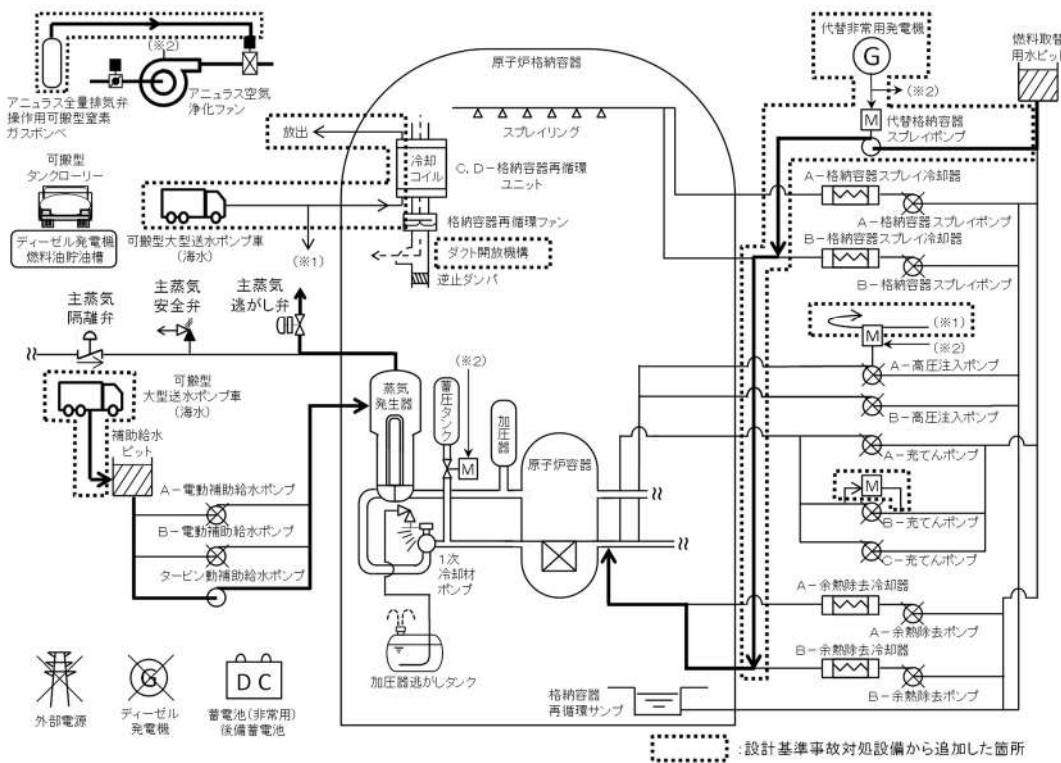 (※2)
アニュラス空気
浄化ファン
アニュラス全量排気弁
操作用可搬型窒素
ガスボンベ
可搬型
タンクローリー
ディーゼル発電機
燃料油貯油槽
可搬型大型送水ポンプ車
(海水)
放出
(※1)
原子炉格納容器
スプレイリング
冷却
コイル
C,D-格納容器再循環
ユニット
格納容器再循環ファン
ダクト開放機構
逆止ダンパ
代替非常用発電機
G
(※2)
M
代替格納容器
スプレイポンプ
燃料取替
用水ピット
A-格納容器スプレイ冷却器
A-格納容器スプレイポンプ
B-格納容器スプレイ冷却器
B-格納容器スプレイポンプ
(※1)
M
(※2)
A-高圧注入ポンプ
B-高圧注入ポンプ
A-充てんポンプ
M
B-充てんポンプ
C-充てんポンプ
A-余熱除去冷却器
A-余熱除去ポンプ
B-余熱除去冷却器
B-余熱除去ポンプ
主蒸気
隔離弁
主蒸気
安全弁
主蒸気
逃がし弁
可搬型
大型送水ポンプ車
(海水)
補助給水
ピット
A-電動補助給水ポンプ
B-電動補助給水ポンプ
タービン動補助給水ポンプ
蒸気
発生器
蓄圧タンク
(※2)
M
加圧器
原子炉容器
1次
冷却材
ポンプ
加圧器逃がしタンク
格納容器
再循環サンプ
外部電源
G
ディーゼル
発電機
DC
蓄電池(非常用)
後備蓄電池
:設計基準事故対処設備から追加した箇所